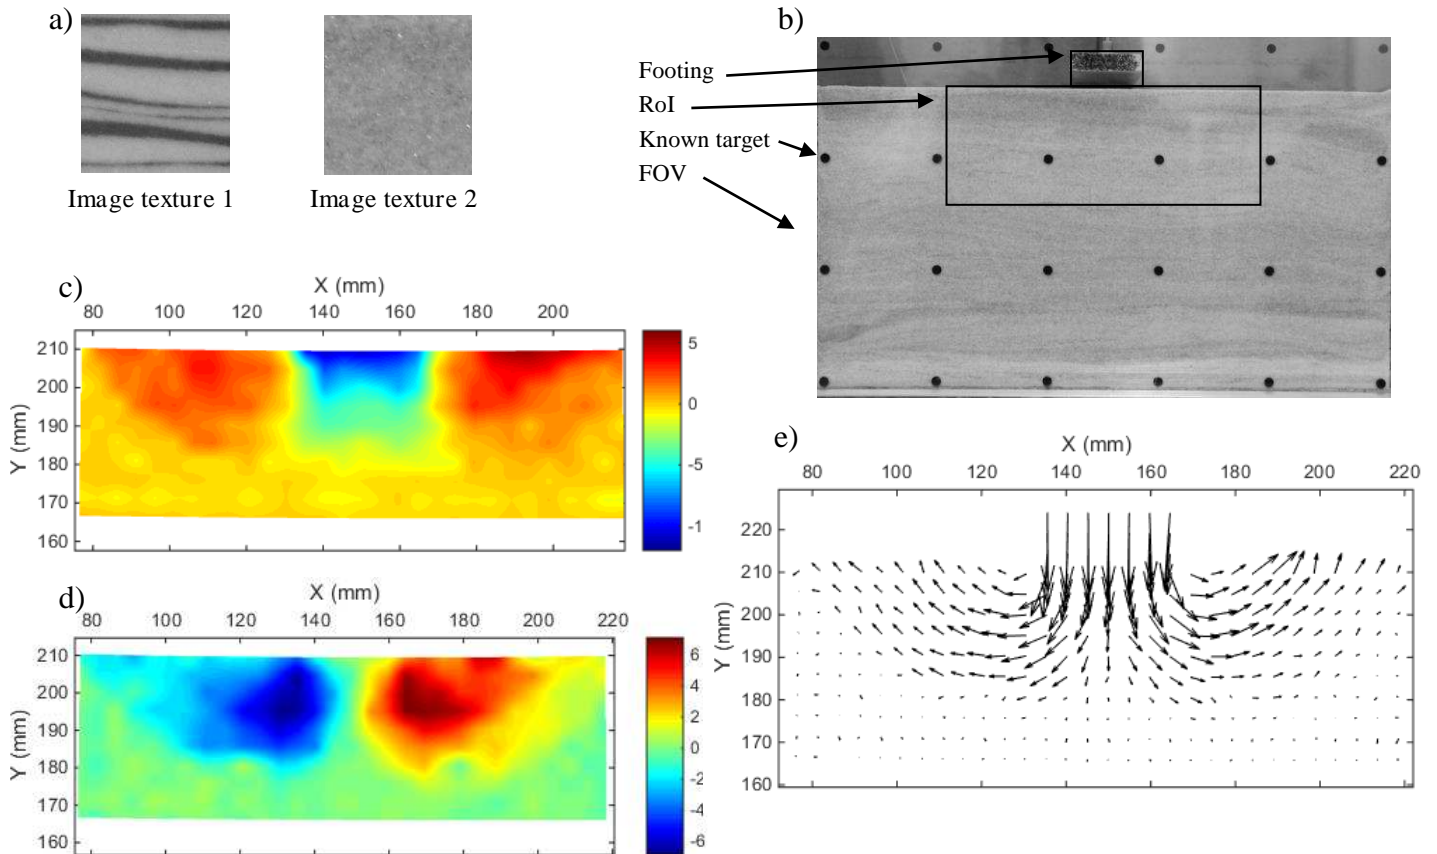 a)
Image texture 1
Image texture 2
b)
Footing
RoI
Known target
FOV
c)
X (mm)
80 100 120 140 160 180 200
210
200
190
180
170
160
Y (mm)
5
0
-5
-1
d)
X (mm)
80 100 120 140 160 180 200 220
210
200
190
180
170
160
Y (mm)
6
4
2
0
-2
-4
-6
e)
X (mm)
80 100 120 140 160 180 200 220
220
210
200
190
180
170
160
Y (mm)